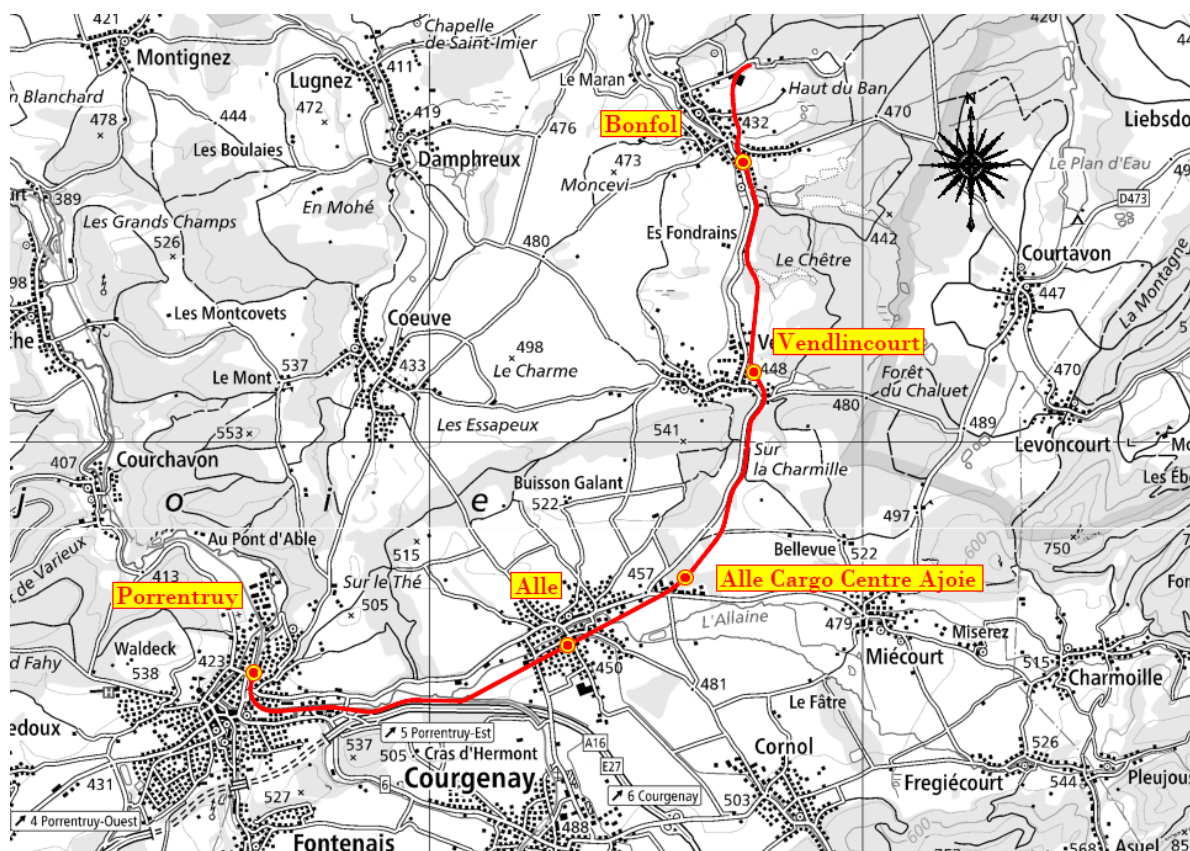 421
Montignez
Chapelle
de Saint-Imier
411
Lugnez
472
419
n Blanchard
478
444
Les Boulaies
Damphreux
476
Le Maran
Bonfol
432
Haut du Ban
470
420
Liebsdo
N
Le Plan d'Eau
D473
473
Moncevi
389
En Mohé
Les Grands Champs
526
480
Es Fondrains
442
Le Chêtre
Courtavon
447
La Montagne
98
Les Montcovets
Coeuve
he
537
Le Mont
433
498
Le Charme
Vendlincourt
448
Forêt
du Chaluet
470
480
489
Levoncourt
553
Les Essapeux
541
Sur
la Charmille
407
Courchavon
Buisson Galant
522
Les Éb
j
o
i
e
497
Au Pont d'Able
515
Bellevue
522
600
750
de Varieux
413
Sur le Thé
505
457
Porrentruy
Alle
Alle Cargo Centre Ajoie
L'Allaine
479
Miécourt
Miserez
515
Charmoille
d Fahy
Waldeck
538
423
H
450
481
Le Fâtre
edoux
431
5 Porrentruy-Est
537
505
Cras d'Hermont
A16
E27
Cornol
526
Courgenay
6
6 Courgenay
503
Fregiécourt
544
Pleujous
527
4 Porrentruy-Ouest
488
Fontenais
600
568
Asuel